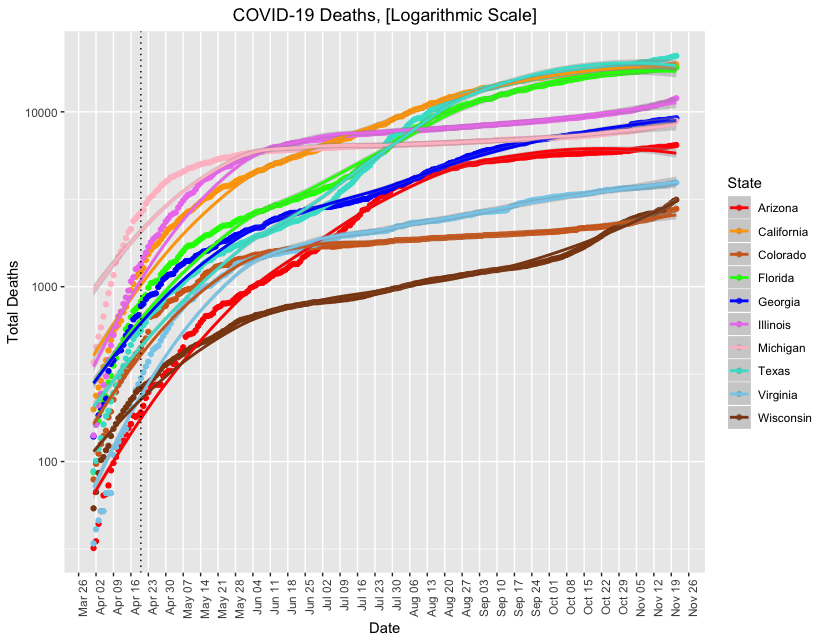 COVID-19 Deaths, [Logarithmic Scale]
Total Deaths
10000
1000
100
Mar 26
Apr 02
Apr 09
Apr 16
Apr 23
Apr 30
May 07
May 14
May 21
May 28
Jun 04
Jun 11
Jun 18
Jun 25
Jul 02
Jul 09
Jul 16
Jul 23
Jul 30
Aug 06
Aug 13
Aug 20
Aug 27
Sep 03
Sep 10
Sep 17
Sep 24
Oct 01
Oct 08
Oct 15
Oct 22
Oct 29
Nov 05
Nov 12
Nov 19
Nov 26
Date
State
Arizona
California
Colorado
Florida
Georgia
Illinois
Michigan
Texas
Virginia
Wisconsin